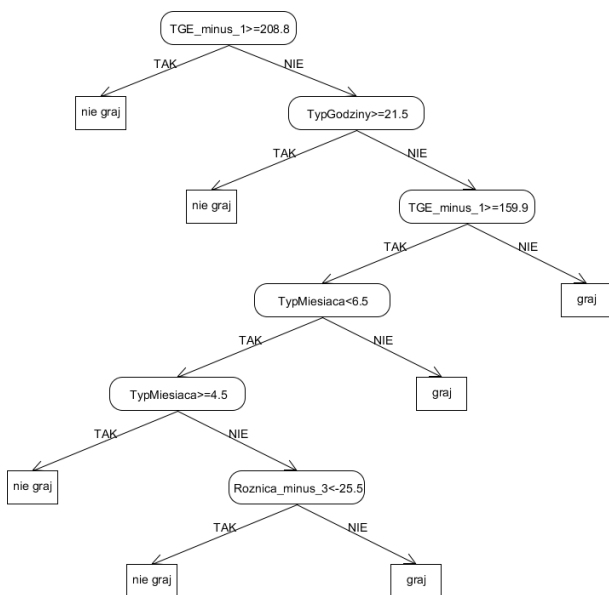 TGE_minus_1>=208.8
TAK
NIE
nie graj
TypGodziny>=21.5
TAK
NIE
nie graj
TGE_minus_1>=159.9
TAK
NIE
TypMiesiaca<6.5
graj
TAK
NIE
TypMiesiaca>=4.5
graj
TAK
NIE
nie graj
Roznica_minus_3<-25.5
TAK
NIE
nie graj
graj